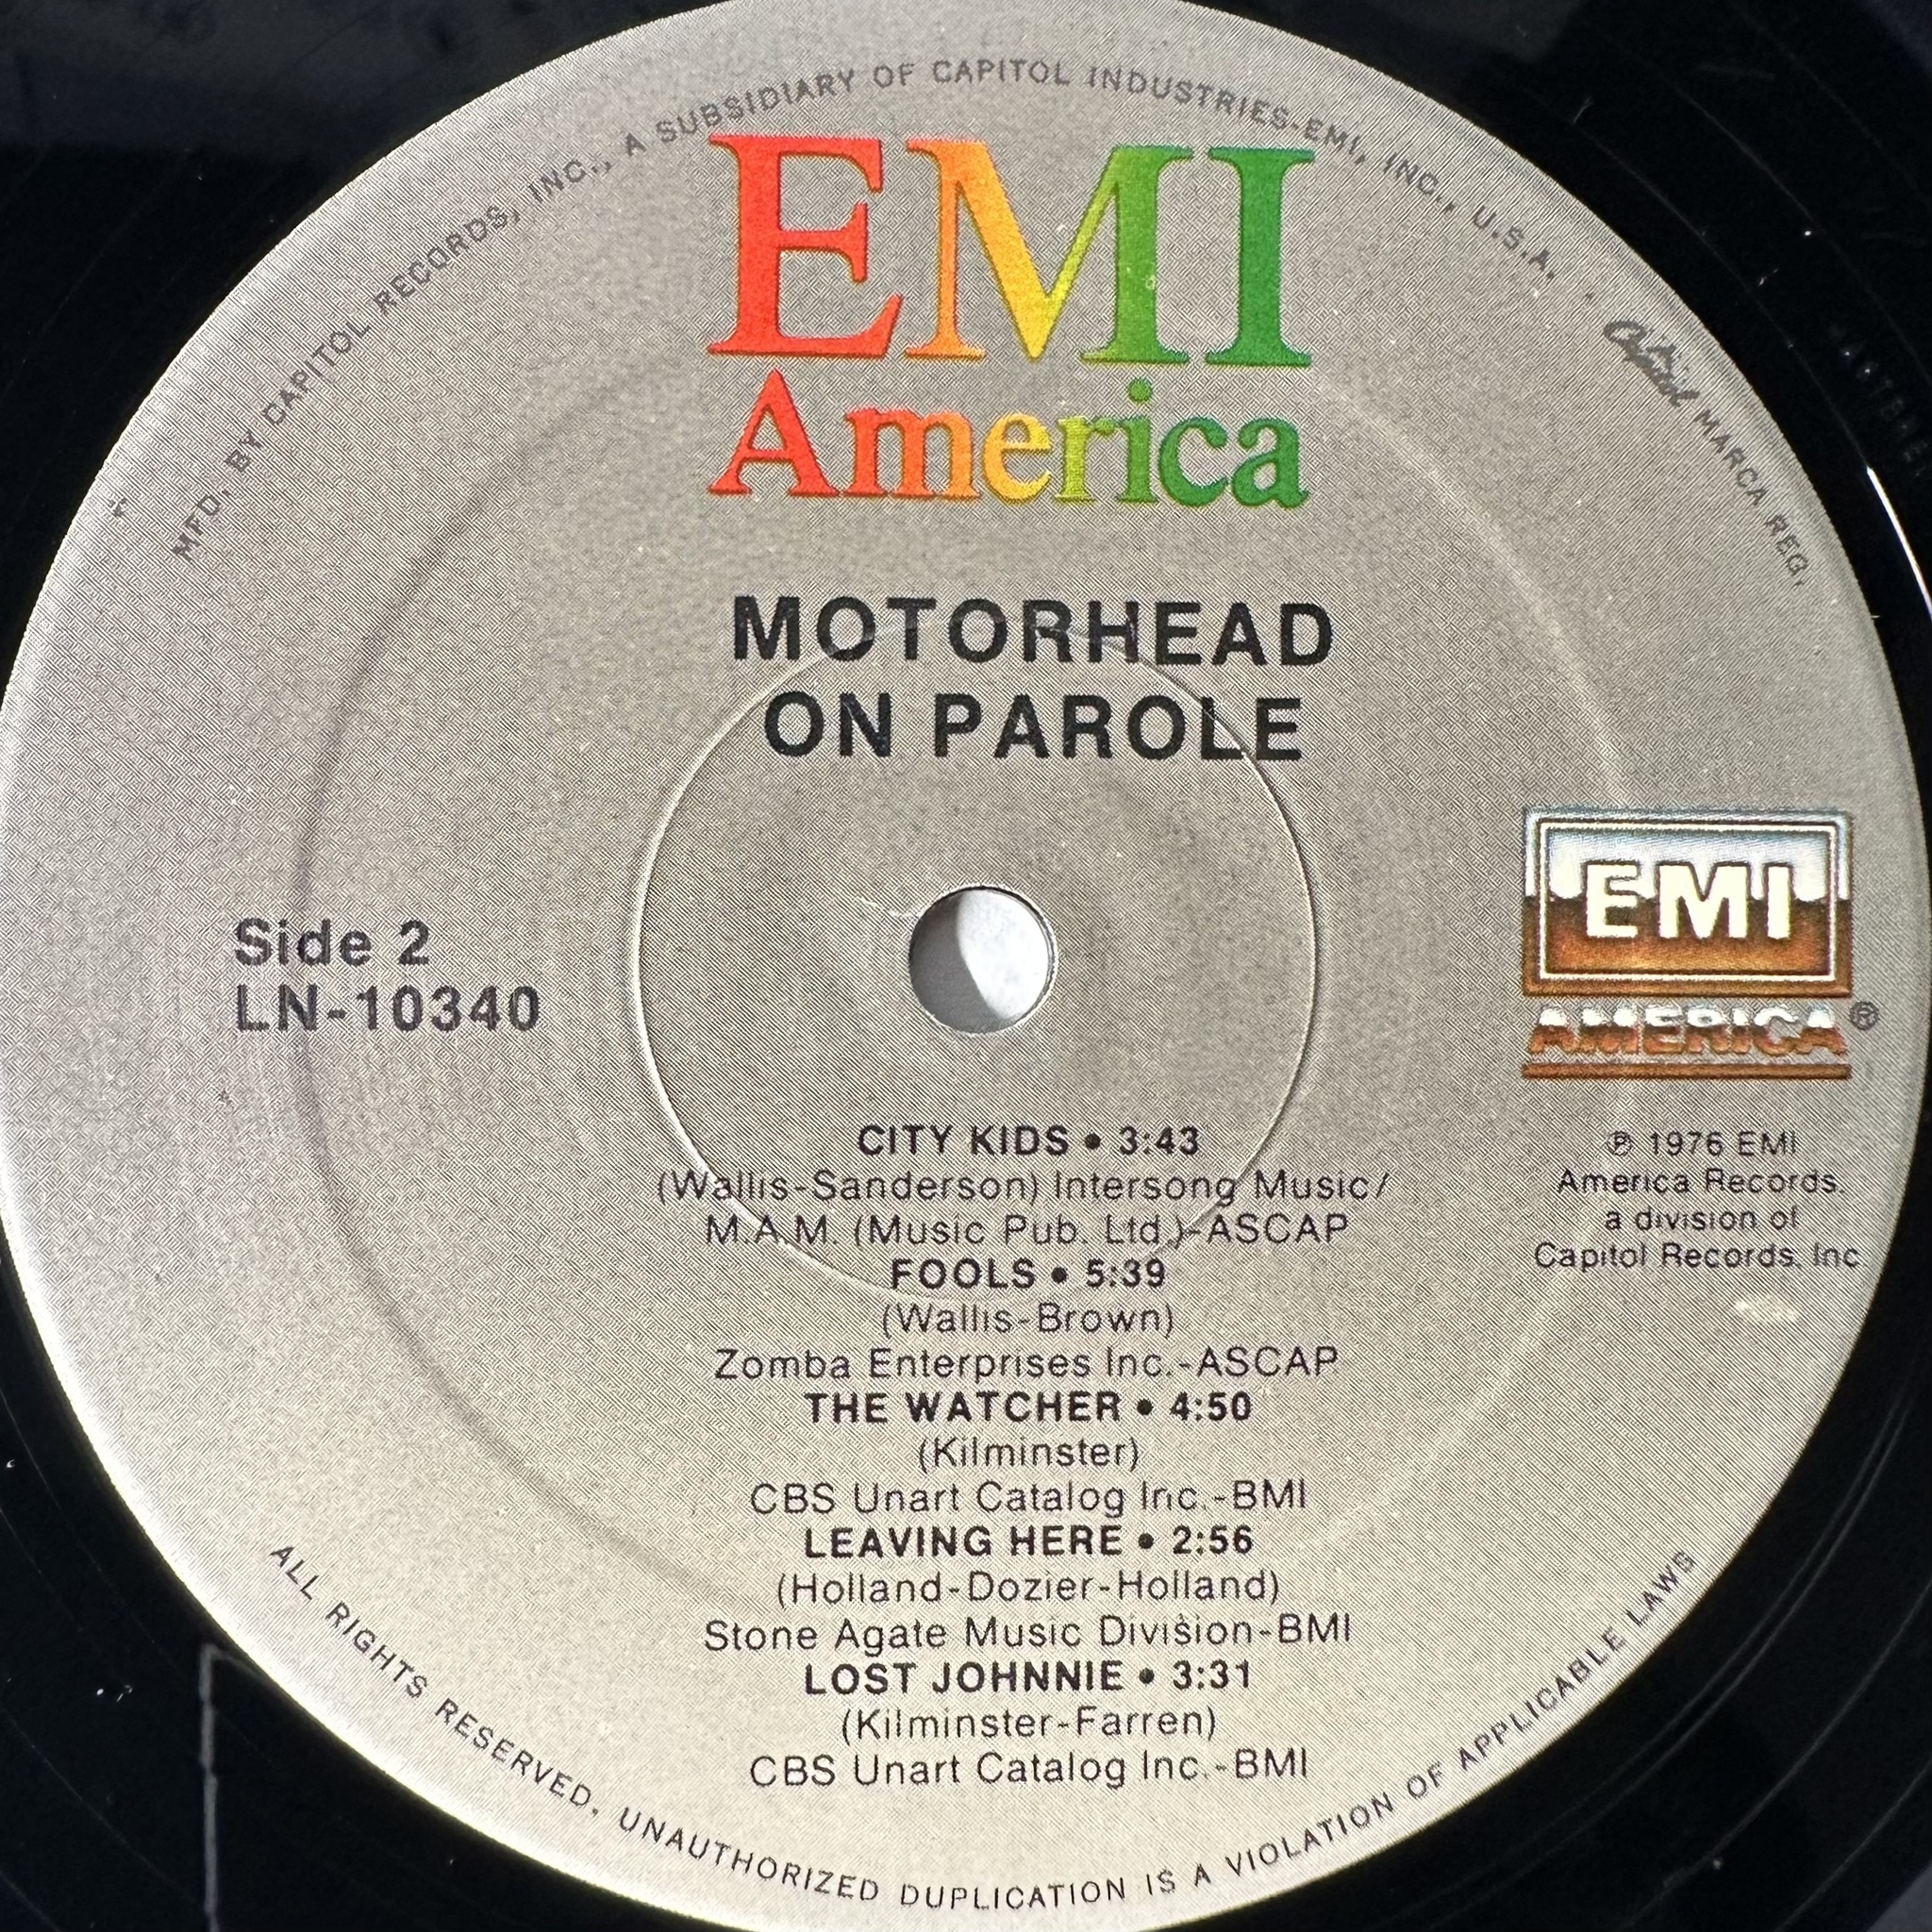 MFD. BY CAPITOL RECORDS, INC., A SUBSIDIARY OF CAPITOL INDUSTRIES-EMI, INC., U.S.A. • Capitol MARCA REG.
EMI
America
MOTORHEAD
ON PAROLE
EMI
AMERICA®
Side 2
LN-10340
℗ 1976 EMI
America Records.
a division of
Capitol Records. Inc
CITY KIDS • 3:43
(Wallis-Sanderson) Intersong Music/
M.A.M. (Music Pub. Ltd.)-ASCAP
FOOLS • 5:39
(Wallis-Brown)
Zomba Enterprises Inc.-ASCAP
THE WATCHER • 4:50
(Kilminster)
CBS Unart Catalog Inc.-BMI
LEAVING HERE • 2:56
(Holland-Dozier-Holland)
Stone Agate Music Division-BMI
LOST JOHNNIE • 3:31
(Kilminster-Farren)
CBS Unart Catalog Inc.-BMI
ALL RIGHTS RESERVED. UNAUTHORIZED DUPLICATION IS A VIOLATION OF APPLICABLE LAWS